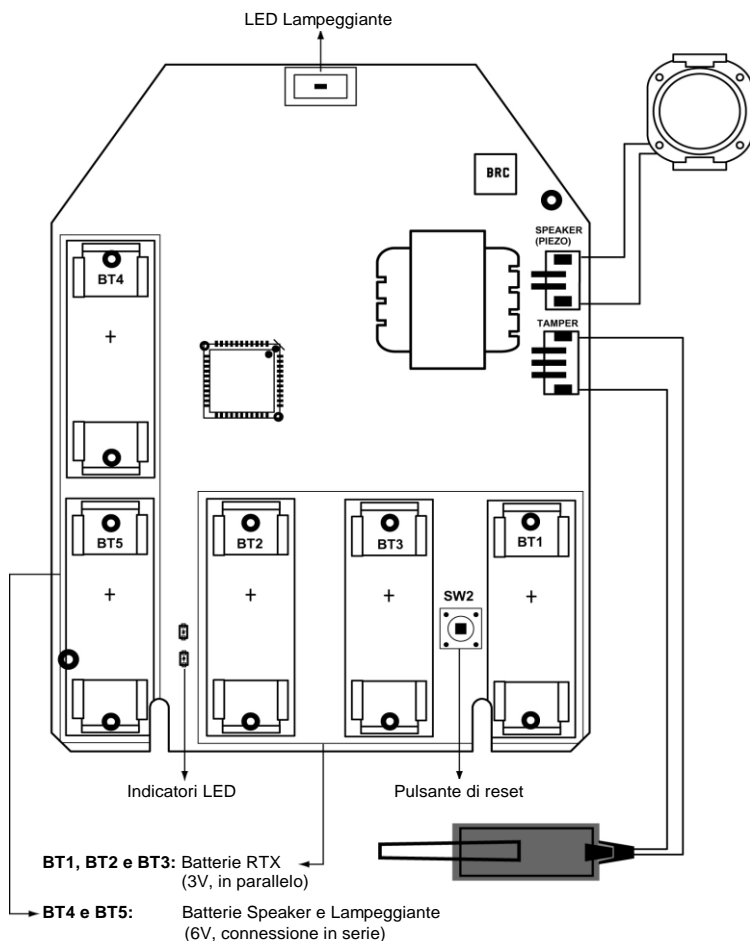 LED Lampeggiante
BRC
SPEAKER
(PIEZO)
BT4
+
TAMPER
BT5
BT2
BT3
BT1
+
+
+
SW2
+
Indicatori LED
Pulsante di reset
BT1, BT2 e BT3: Batterie RTX
(3V, in parallelo)
BT4 e BT5: Batterie Speaker e Lampeggiante
(6V, connessione in serie)